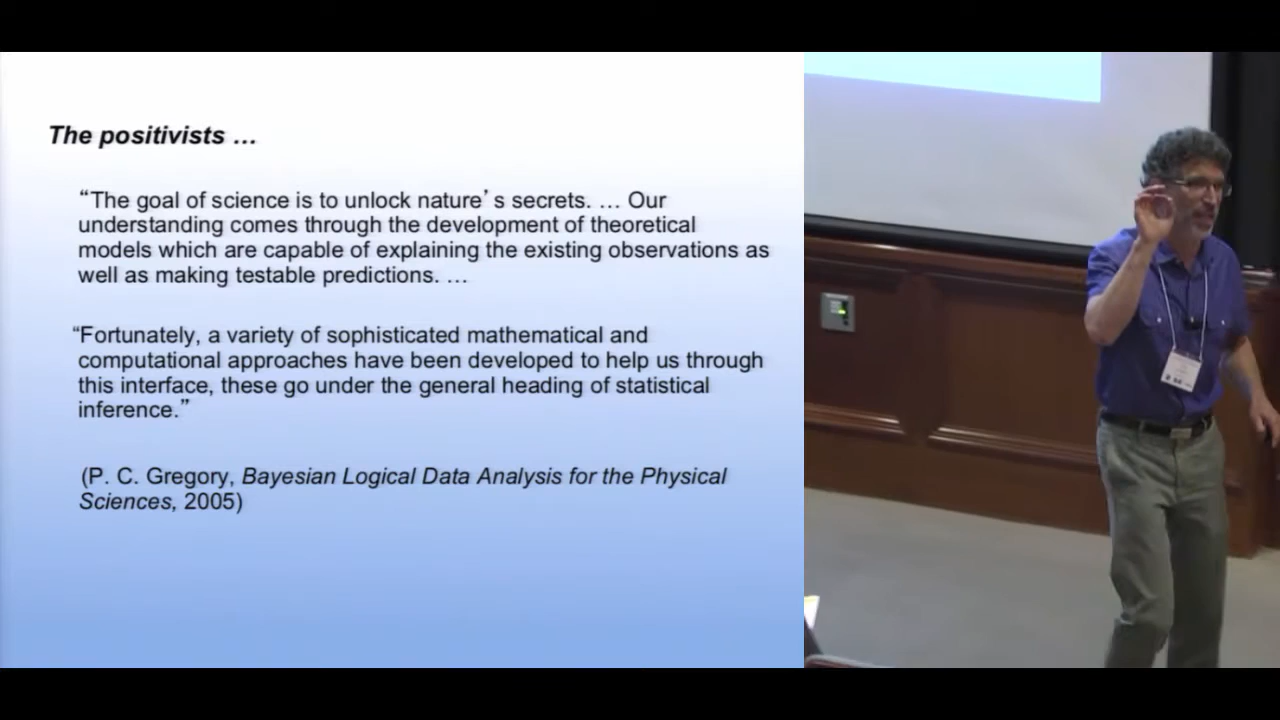 The positivists …
“The goal of science is to unlock nature’s secrets. … Our
understanding comes through the development of theoretical
models which are capable of explaining the existing observations as
well as making testable predictions. …
“Fortunately, a variety of sophisticated mathematical and
computational approaches have been developed to help us through
this interface, these go under the general heading of statistical
inference.”
(P. C. Gregory, Bayesian Logical Data Analysis for the Physical
Sciences, 2005)